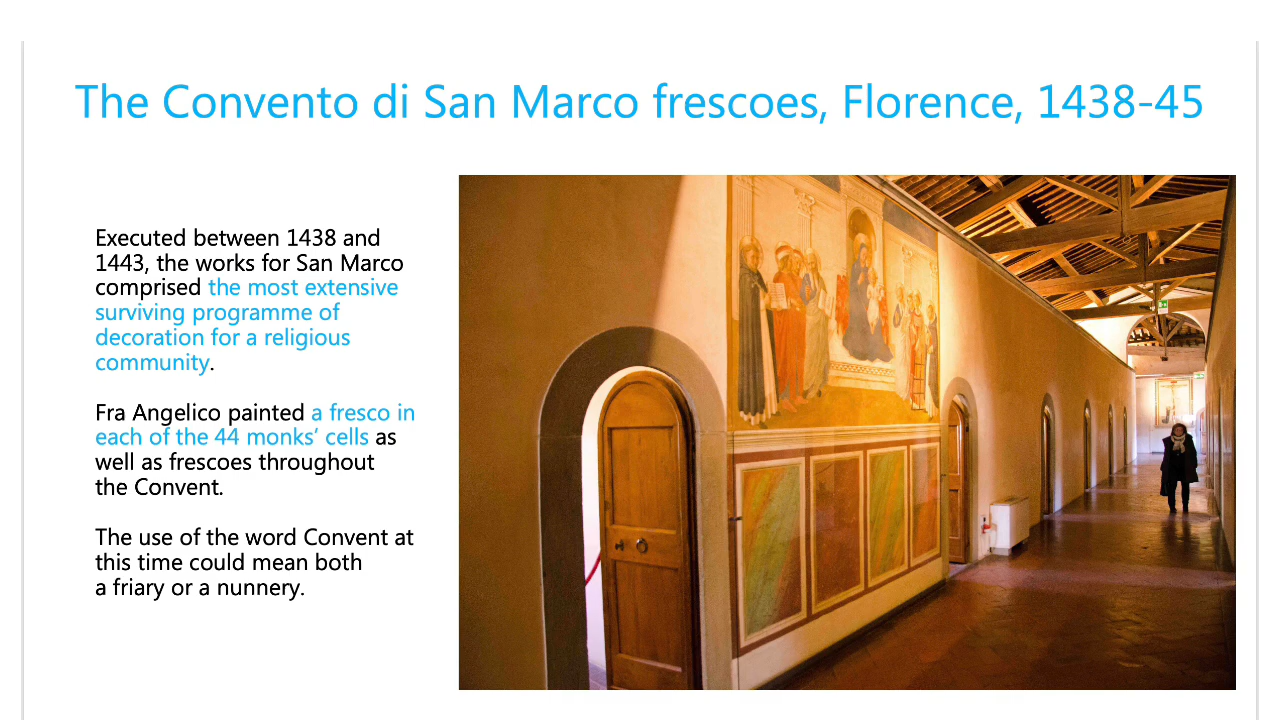 The Convento di San Marco frescoes, Florence, 1438-45
Executed between 1438 and
1443, the works for San Marco
comprised the most extensive
surviving programme of
decoration for a religious
community.
Fra Angelico painted a fresco in
each of the 44 monks’ cells as
well as frescoes throughout
the Convent.
The use of the word Convent at
this time could mean both
a friary or a nunnery.